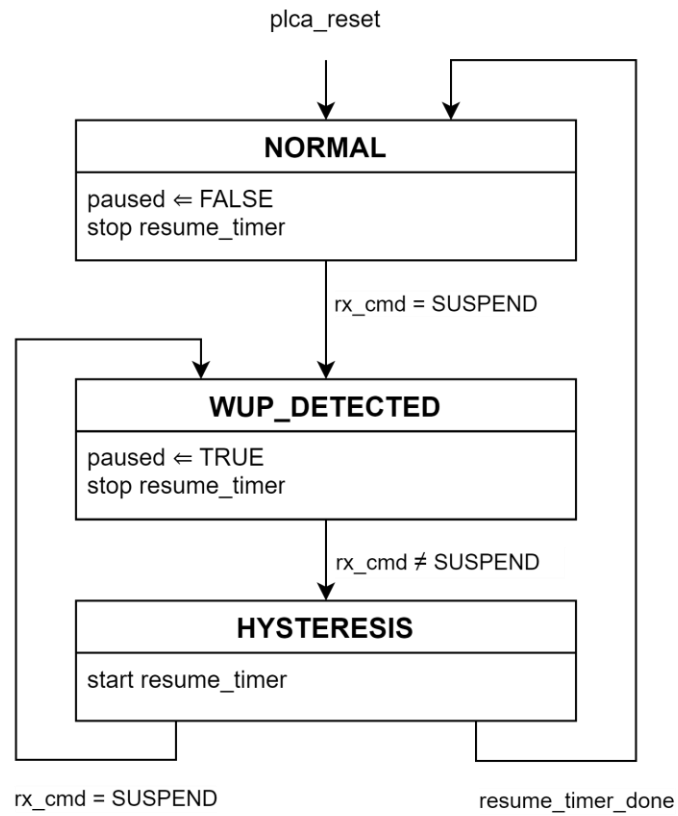 plca_reset
NORMAL
paused ⇐ FALSE
stop resume_timer
rx_cmd = SUSPEND
WUP_DETECTED
paused ⇐ TRUE
stop resume_timer
rx_cmd ≠ SUSPEND
HYSTERESIS
start resume_timer
rx_cmd = SUSPEND
resume_timer_done